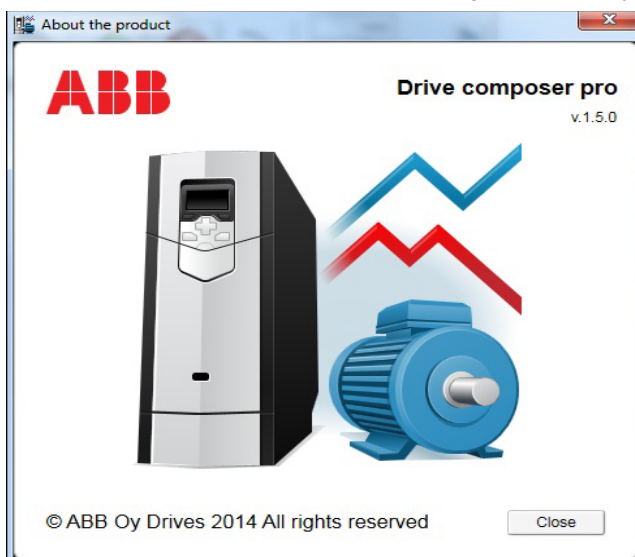 About the product
ABB
Drive composer pro
v.1.5.0
© ABB Oy Drives 2014 All rights reserved
Close